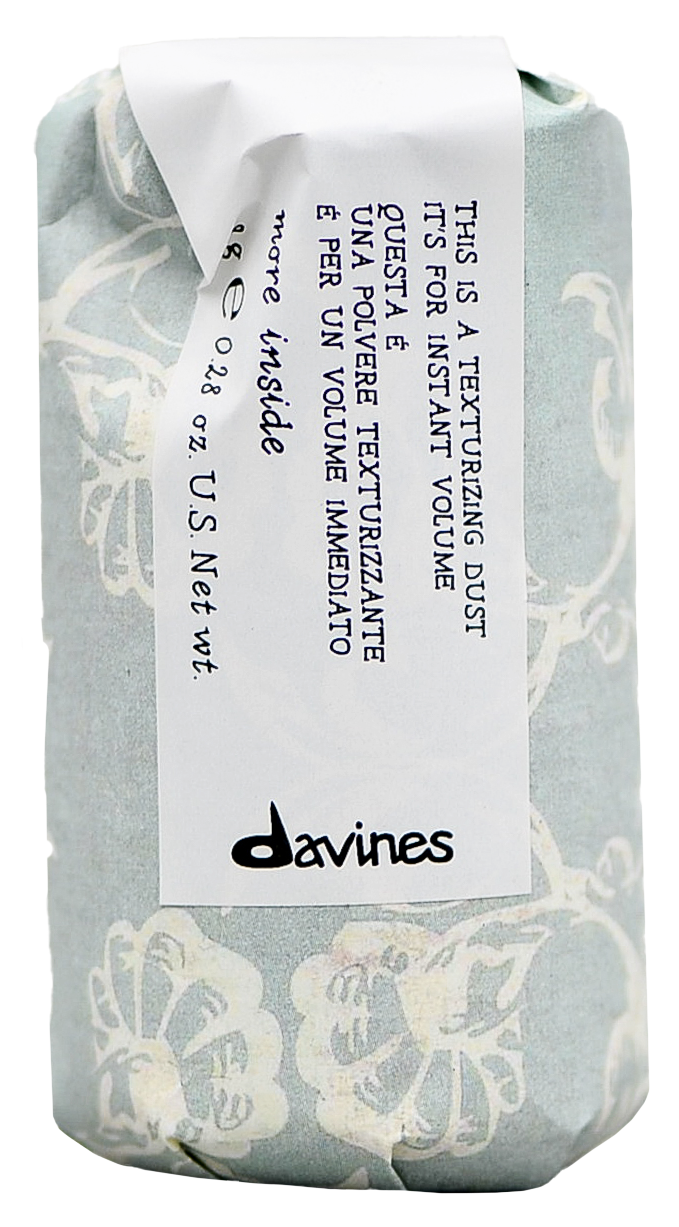 THIS IS A TEXTURIZING DUST
IT'S FOR INSTANT VOLUME
QUESTA É
UNA POLVERE TEXTURIZZANTE
É PER UN VOLUME IMMEDIATO
more inside
8g ℮ 0.28 oz. U.S. Net wt.
davines